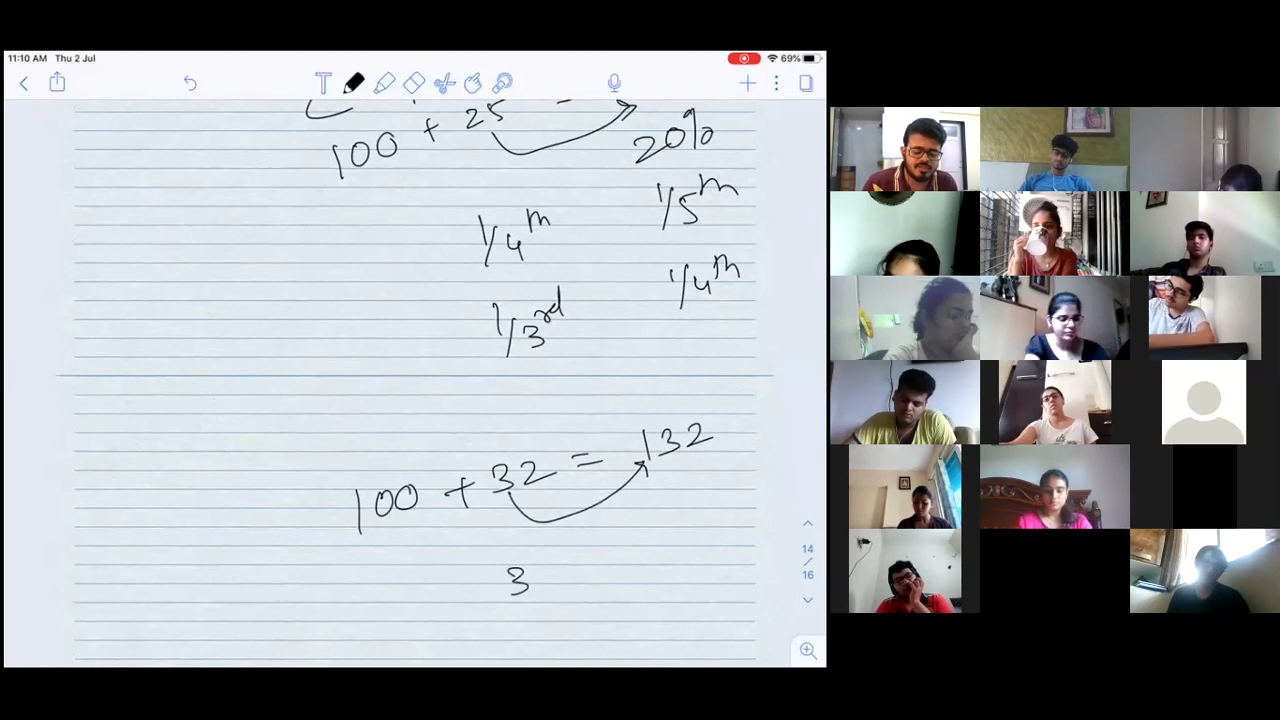 11:10 AM Thu 2 Jul
69%
T
100 + 25
20%
1/4th
1/5th
1/3rd
1/4th
100 + 32 = 132
3
14
/
16